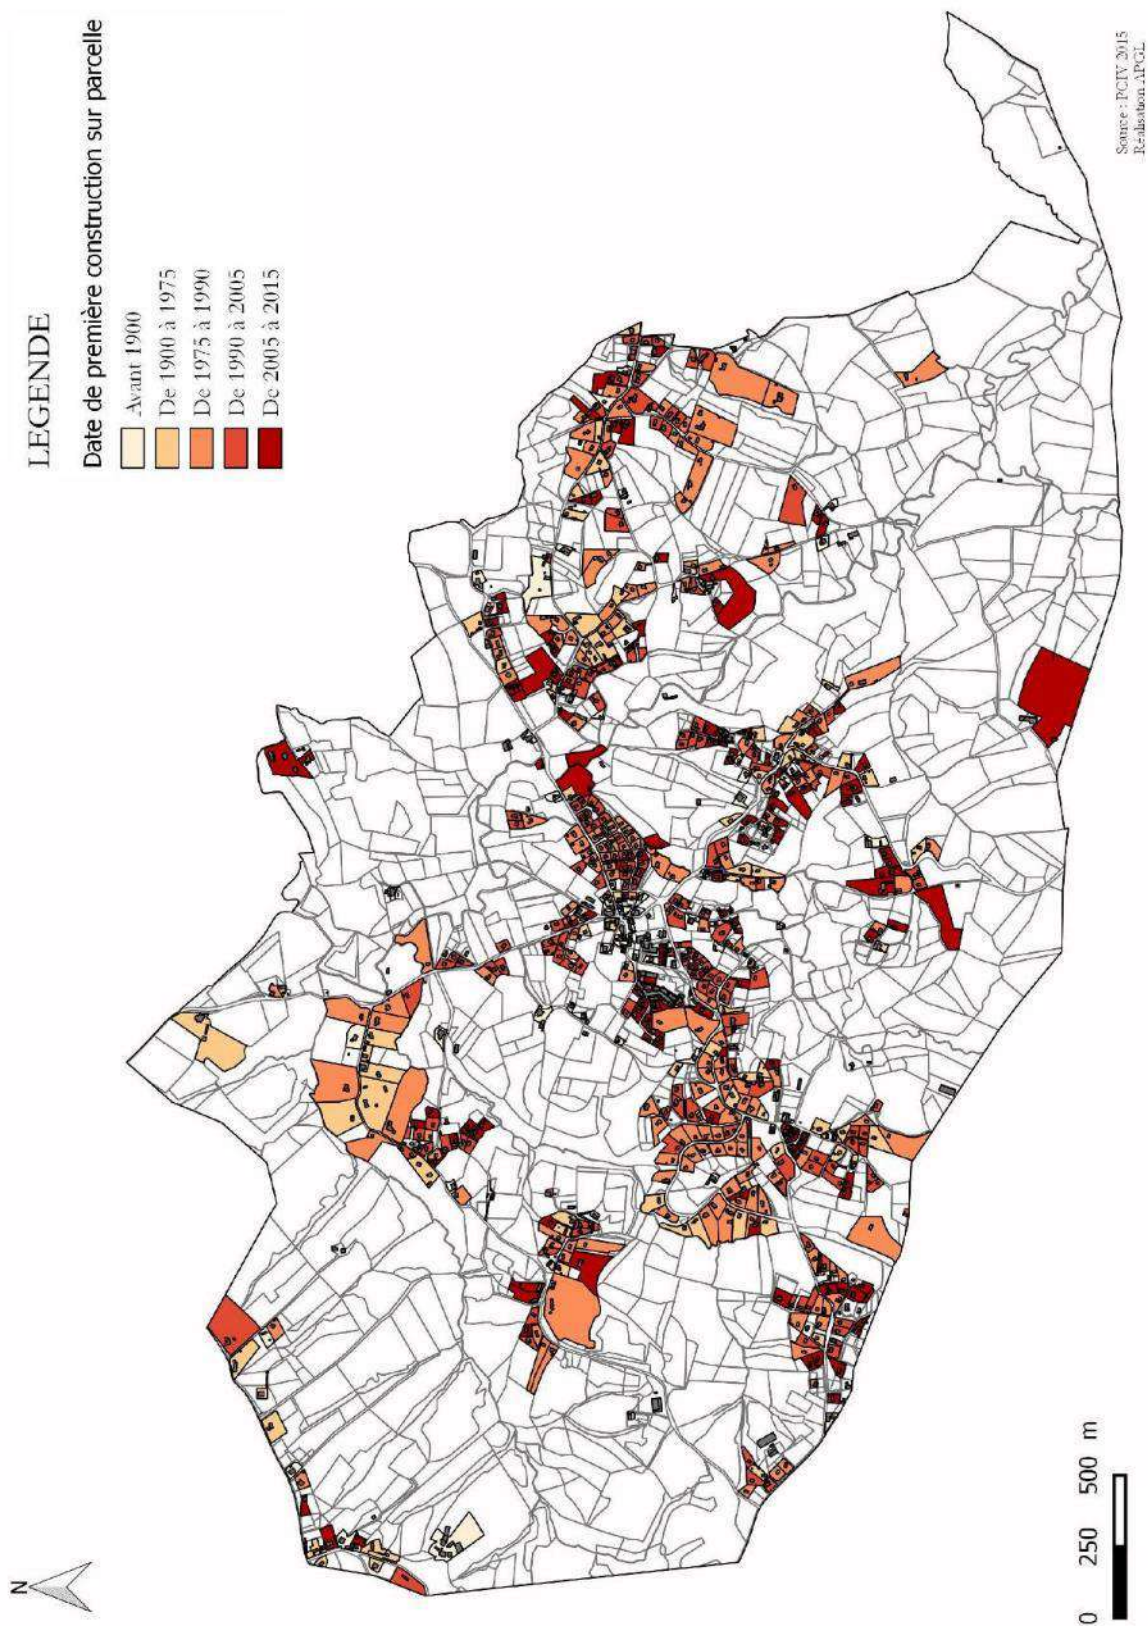 LEGENDE
Date de première construction sur parcelle
Avant 1900
De 1900 à 1975
De 1975 à 1990
De 1990 à 2005
De 2005 à 2015
N
0 250 500 m
Source : PCIV 2015
Réalisation APGL